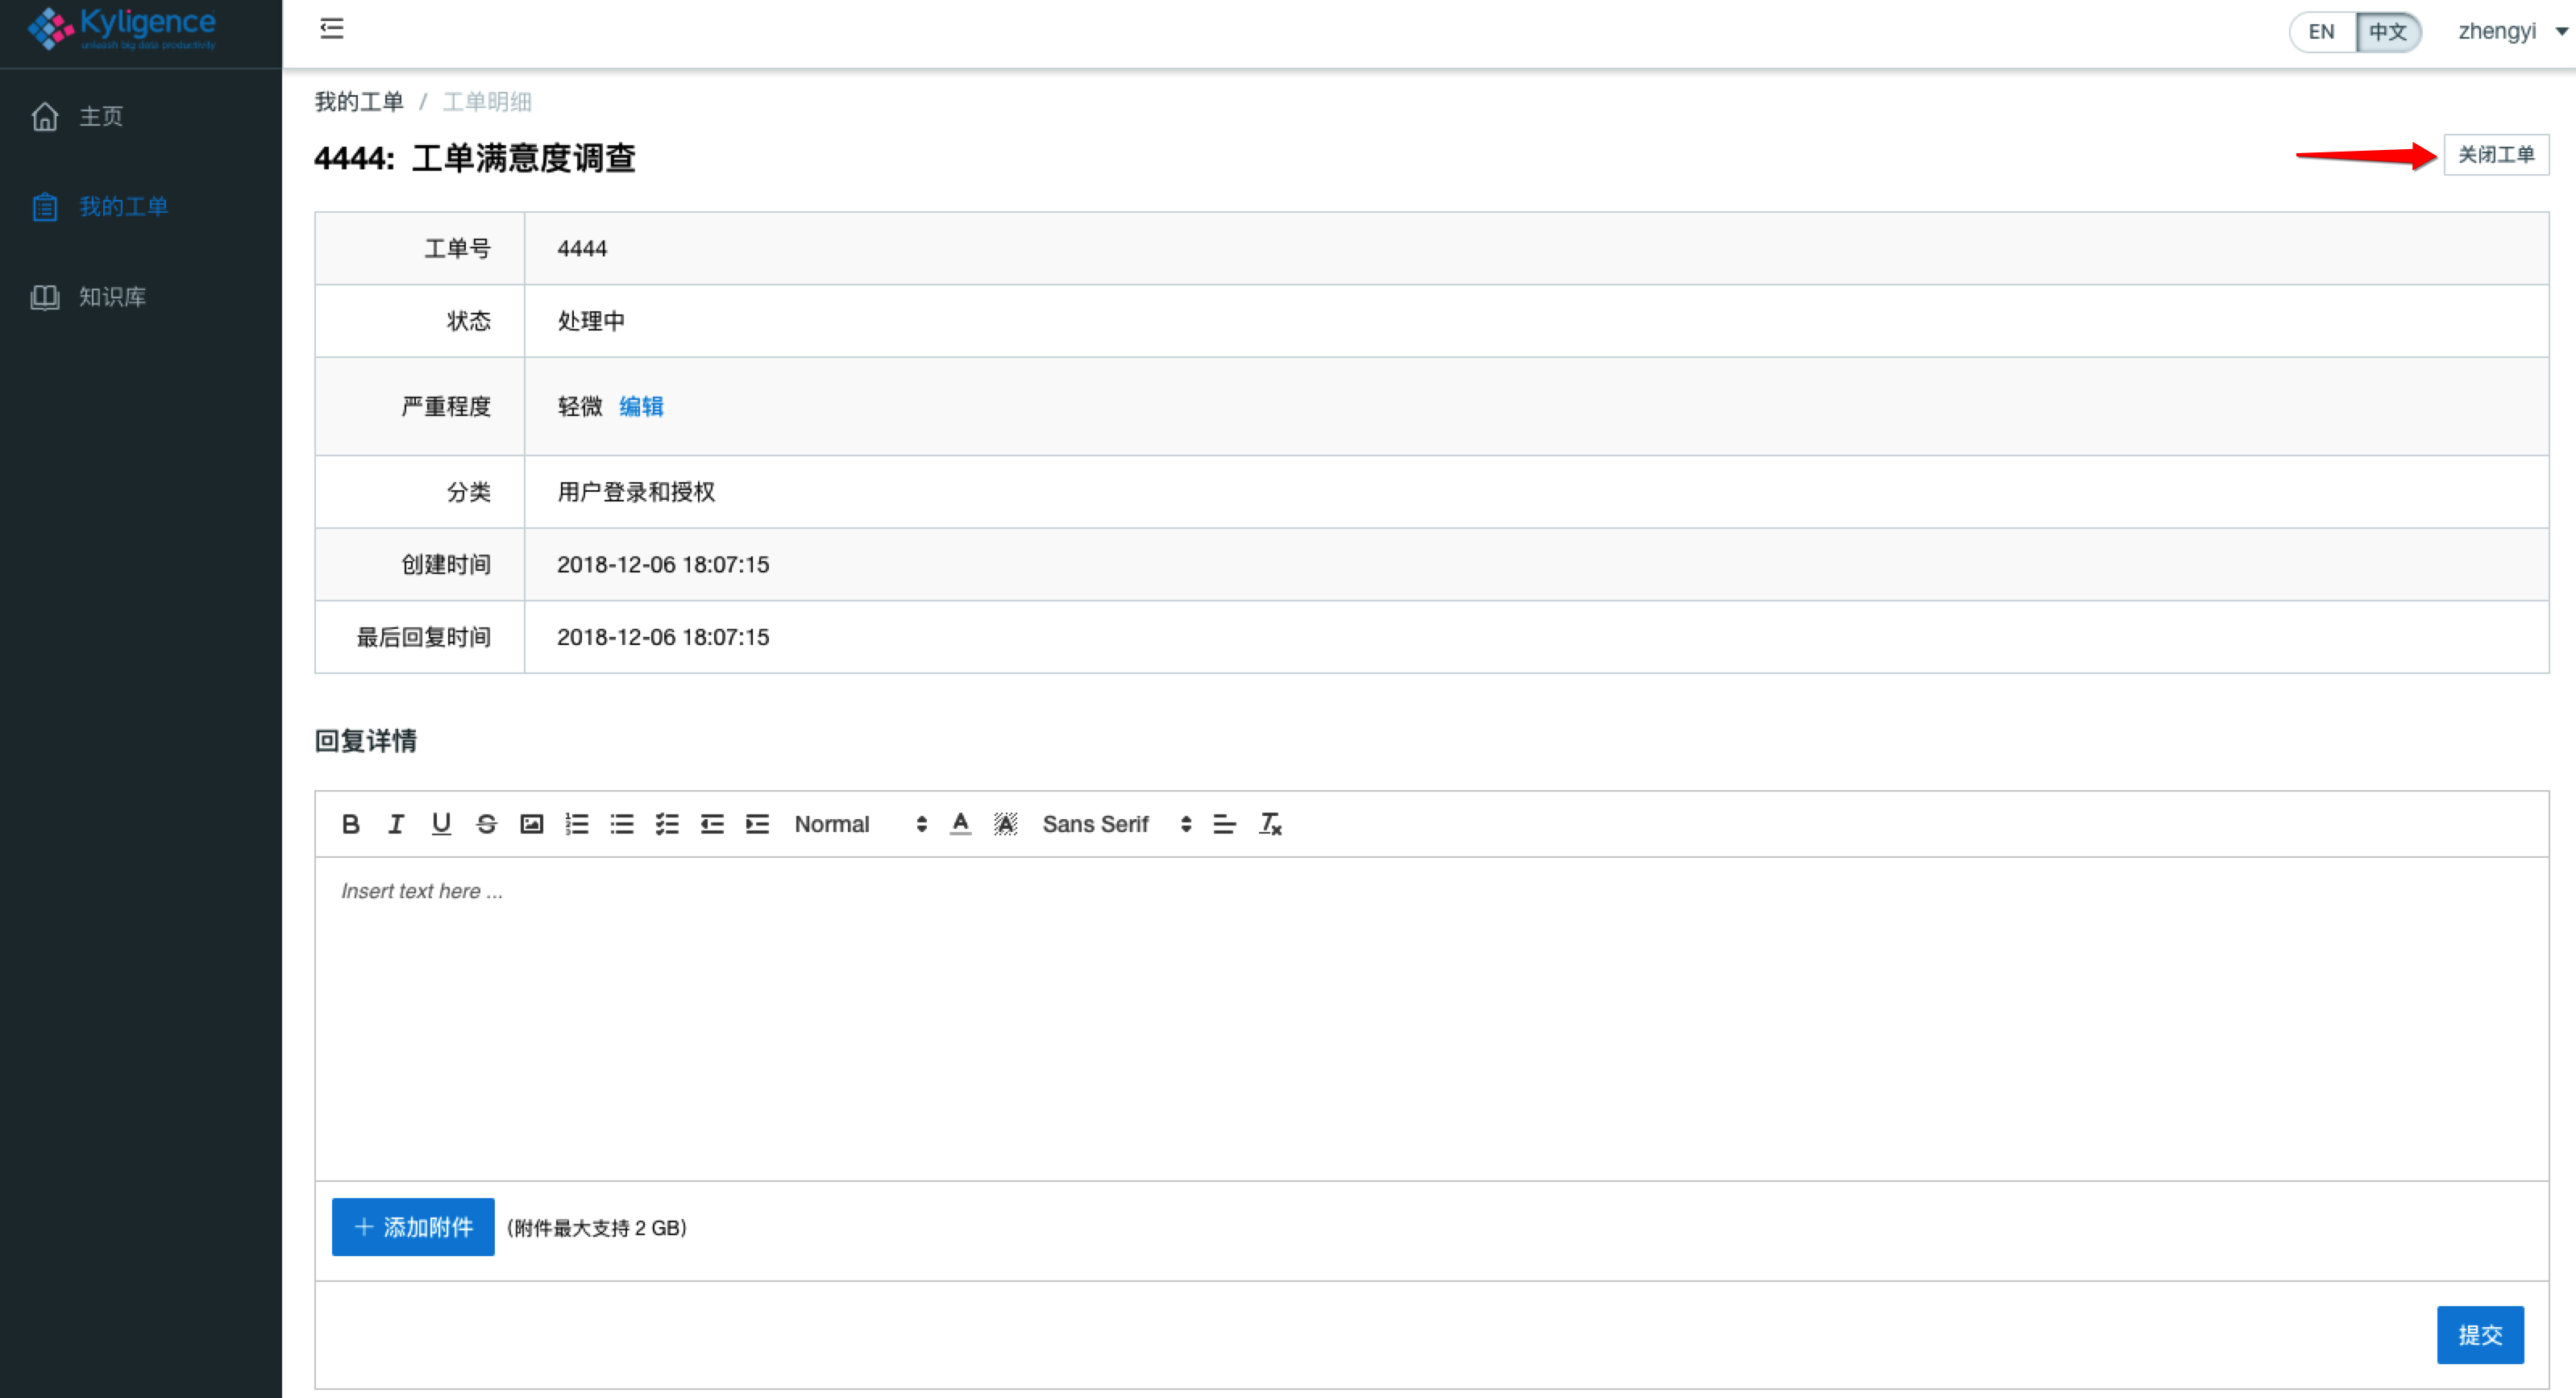 Kyligence
unleash big data productivity
EN 中文 zhengyi
主页
我的工单
知识库
我的工单 / 工单明细
4444: 工单满意度调查
关闭工单
工单号 4444
状态 处理中
严重程度 轻微 编辑
分类 用户登录和授权
创建时间 2018-12-06 18:07:15
最后回复时间 2018-12-06 18:07:15
回复详情
Normal Sans Serif
Insert text here ...
+ 添加附件 (附件最大支持 2 GB)
提交